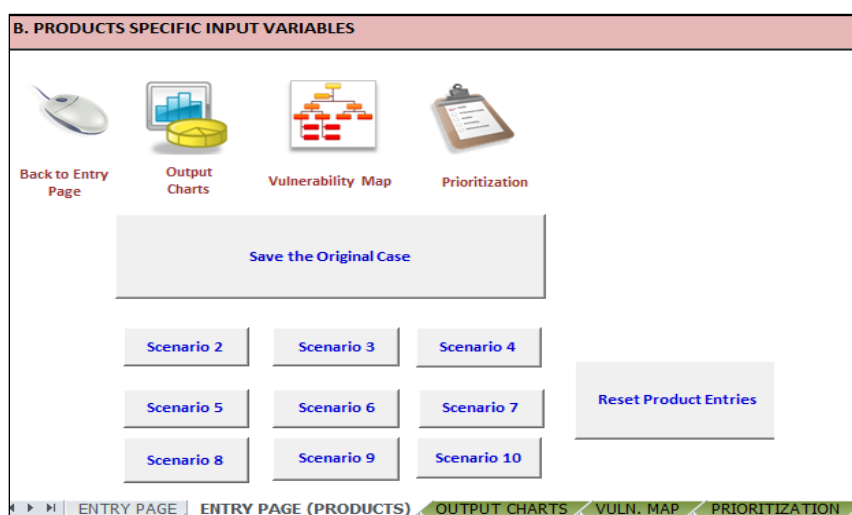 B. PRODUCTS SPECIFIC INPUT VARIABLES
Back to Entry
Page
Output
Charts
Vulnerability Map
Prioritization
Save the Original Case
Scenario 2
Scenario 3
Scenario 4
Scenario 5
Scenario 6
Scenario 7
Reset Product Entries
Scenario 8
Scenario 9
Scenario 10
ENTRY PAGE
ENTRY PAGE (PRODUCTS)
OUTPUT CHARTS
VULN. MAP
PRIORITIZATION